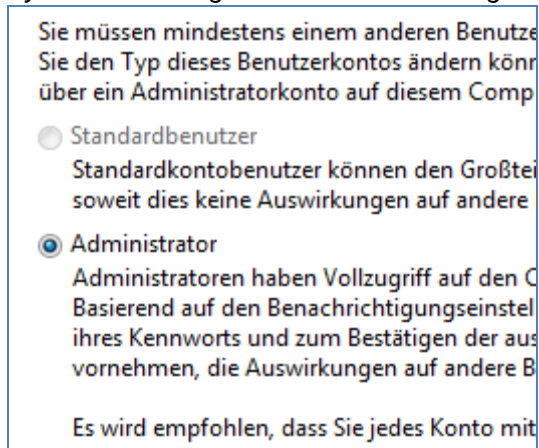 Sie müssen mindestens einem anderen Benutze
Sie den Typ dieses Benutzerkontos ändern könr
über ein Administratorkonto auf diesem Comp
Standardbenutzer
Standardkontobenutzer können den Großtei
soweit dies keine Auswirkungen auf andere
Administrator
Administratoren haben Vollzugriff auf den C
Basierend auf den Benachrichtigungseinstel
ihres Kennworts und zum Bestätigen der aus
vornehmen, die Auswirkungen auf andere B
Es wird empfohlen, dass Sie jedes Konto mit